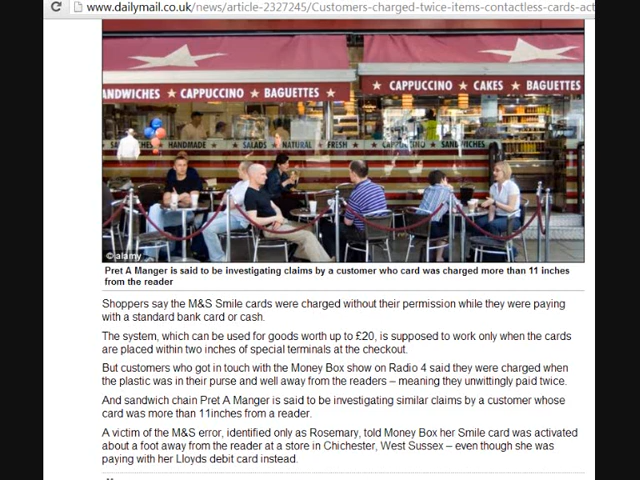 www.dailymail.co.uk/news/article-2327245/Customers-charged-twice-items-contactless-cards-act
ANDWICHES ★ CAPPUCCINO ★ BAGUETTES ★
★ CAPPUCCINO ★ CAKES ★ BAGUETTES
HANDMADE ★ SALADS NATURAL ★ FRESH ★ SANDWICHES
© alamy
Pret A Manger is said to be investigating claims by a customer who card was charged more than 11 inches
from the reader
Shoppers say the M&S Smile cards were charged without their permission while they were paying
with a standard bank card or cash.
The system, which can be used for goods worth up to £20, is supposed to work only when the cards
are placed within two inches of special terminals at the checkout.
But customers who got in touch with the Money Box show on Radio 4 said they were charged when
the plastic was in their purse and well away from the readers – meaning they unwittingly paid twice.
And sandwich chain Pret A Manger is said to be investigating similar claims by a customer whose
card was more than 11inches from a reader.
A victim of the M&S error, identified only as Rosemary, told Money Box her Smile card was activated
about a foot away from the reader at a store in Chichester, West Sussex – even though she was
paying with her Lloyds debit card instead.